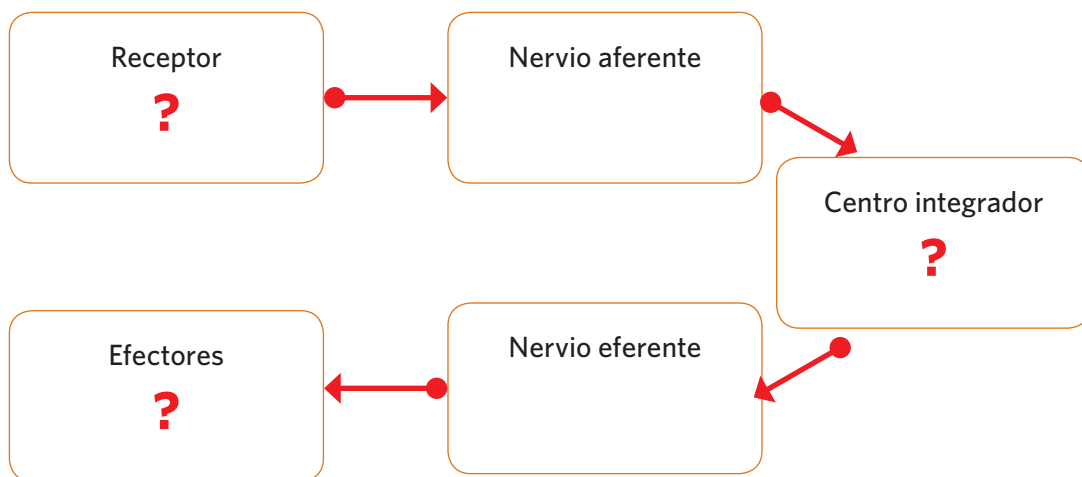 Receptor
?
Nervio aferente
Centro integrador
?
Efectores
?
Nervio eferente